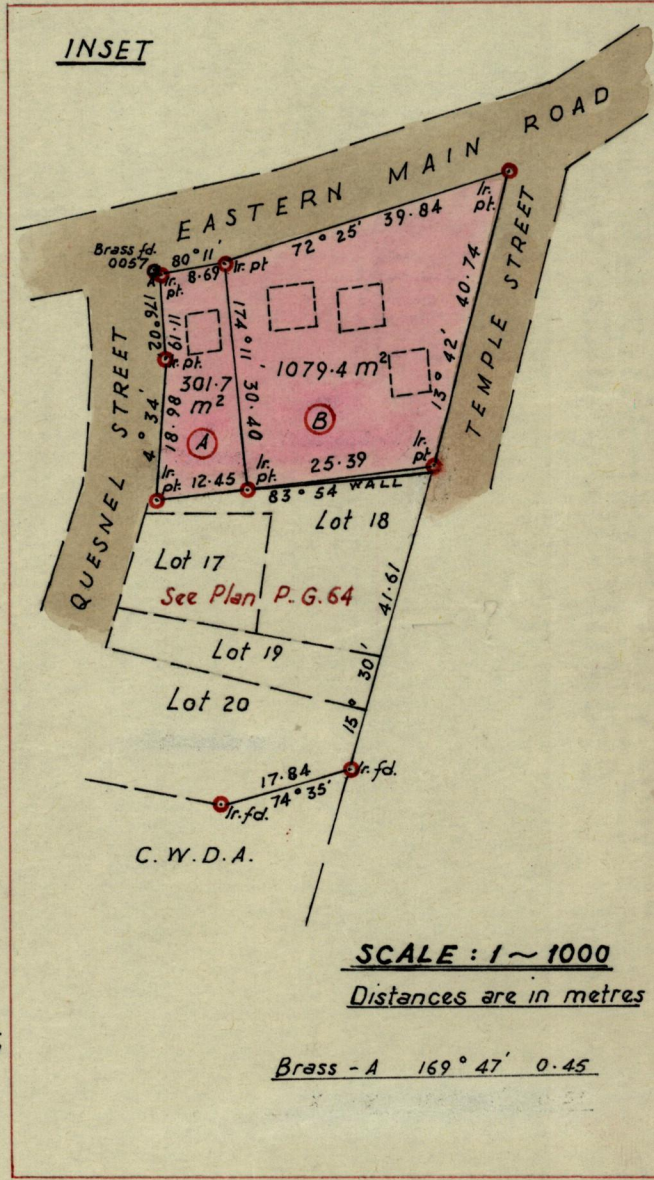 INSET
EASTERN MAIN ROAD
Brass fd.
0057
80° 11'
8.69
Ir. pt.
Ir. pt
72° 25' 39.84
Ir. pt.
176° 02'
11.19
Ir. pt.
174° 11' 30.40
1079.4 m²
301.7 m²
13° 42' 40.74
TEMPLE STREET
QUESNEL STREET
4° 34' 18.98
A
B
Ir. pt.
12.45
Ir. pt.
25.39
83° 54 WALL
Ir. pt.
Lot 18
Lot 17
See Plan P.G.64
41.61
15° 30'
Lot 19
Lot 20
17.84
74° 35'
Ir. fd.
Ir. fd.
C. W. D. A.
SCALE : 1 ~ 1000
Distances are in metres
Brass - A 169° 47' 0.45